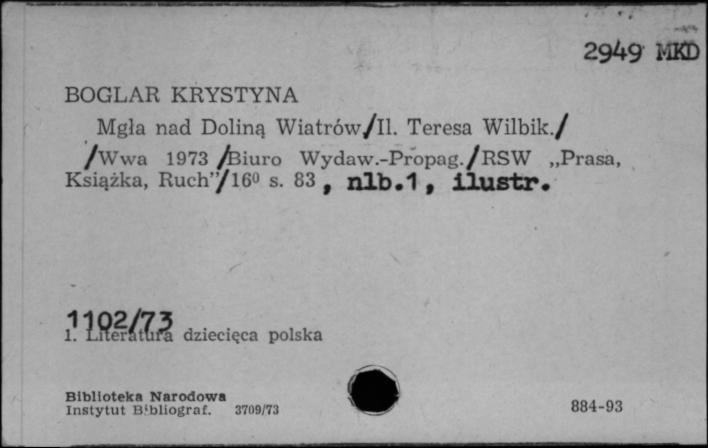 2949 MKD
BOGLAR KRYSTYNA
Mgła nad Doliną Wiatrów/Il. Teresa Wilbik./
/Wwa 1973/Biuro Wydaw.-Propag./RSW „Prasa,
Książka, Ruch”/16⁰ s. 83, nlb.1, ilustr.
1102/73
1. Literatura dziecięca polska
Biblioteka Narodowa
Instytut Bibliograf. 3709/73
884-93